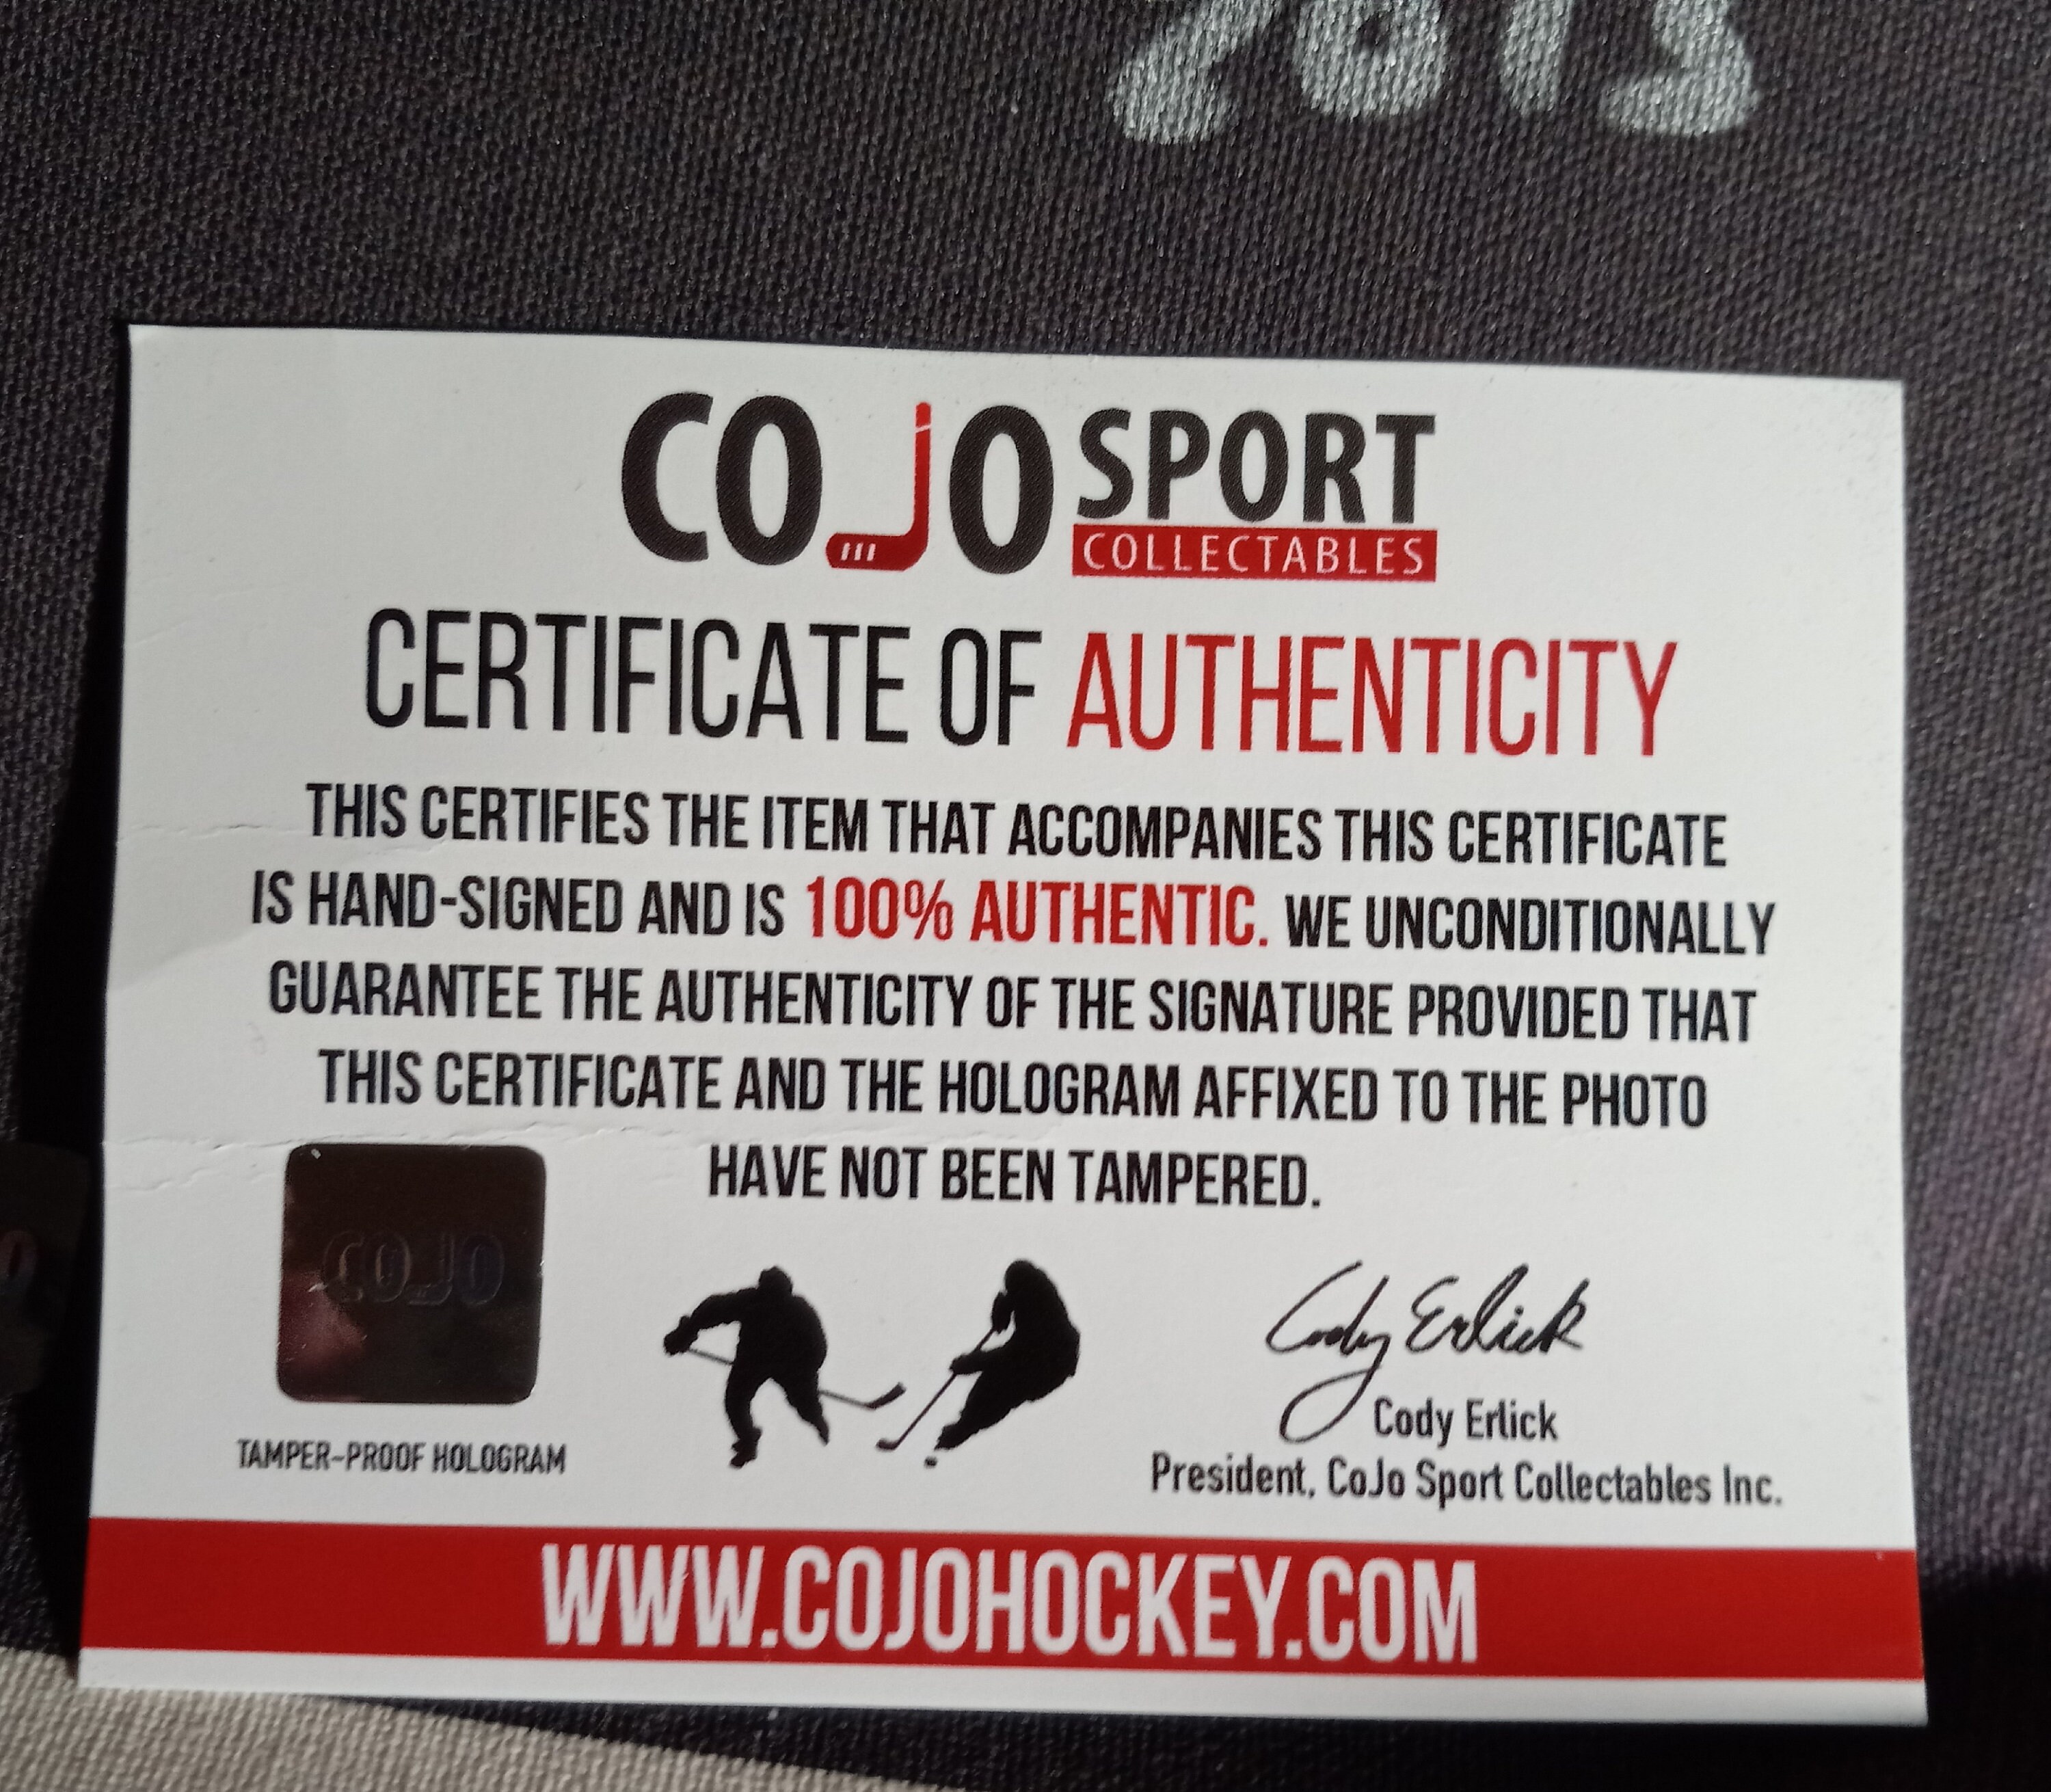 2013
COJO SPORT
COLLECTABLES
CERTIFICATE OF AUTHENTICITY
THIS CERTIFIES THE ITEM THAT ACCOMPANIES THIS CERTIFICATE
IS HAND-SIGNED AND IS 100% AUTHENTIC. WE UNCONDITIONALLY
GUARANTEE THE AUTHENTICITY OF THE SIGNATURE PROVIDED THAT
THIS CERTIFICATE AND THE HOLOGRAM AFFIXED TO THE PHOTO
HAVE NOT BEEN TAMPERED.
COJO
TAMPER-PROOF HOLOGRAM
Cody Erlick
Cody Erlick
President, CoJo Sport Collectables Inc.
WWW.COJOHOCKEY.COM